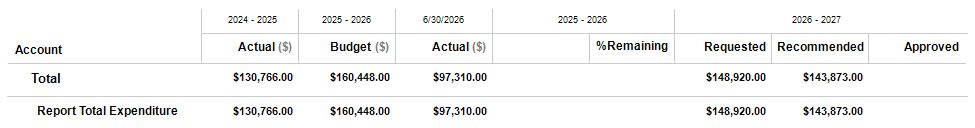 2024 - 2025 2025 - 2026 6/30/2026 2025 - 2026 2026 - 2027
Account Actual ($) Budget ($) Actual ($) %Remaining Requested Recommended Approved
Total $130,766.00 $160,448.00 $97,310.00 $148,920.00 $143,873.00
Report Total Expenditure $130,766.00 $160,448.00 $97,310.00 $148,920.00 $143,873.00